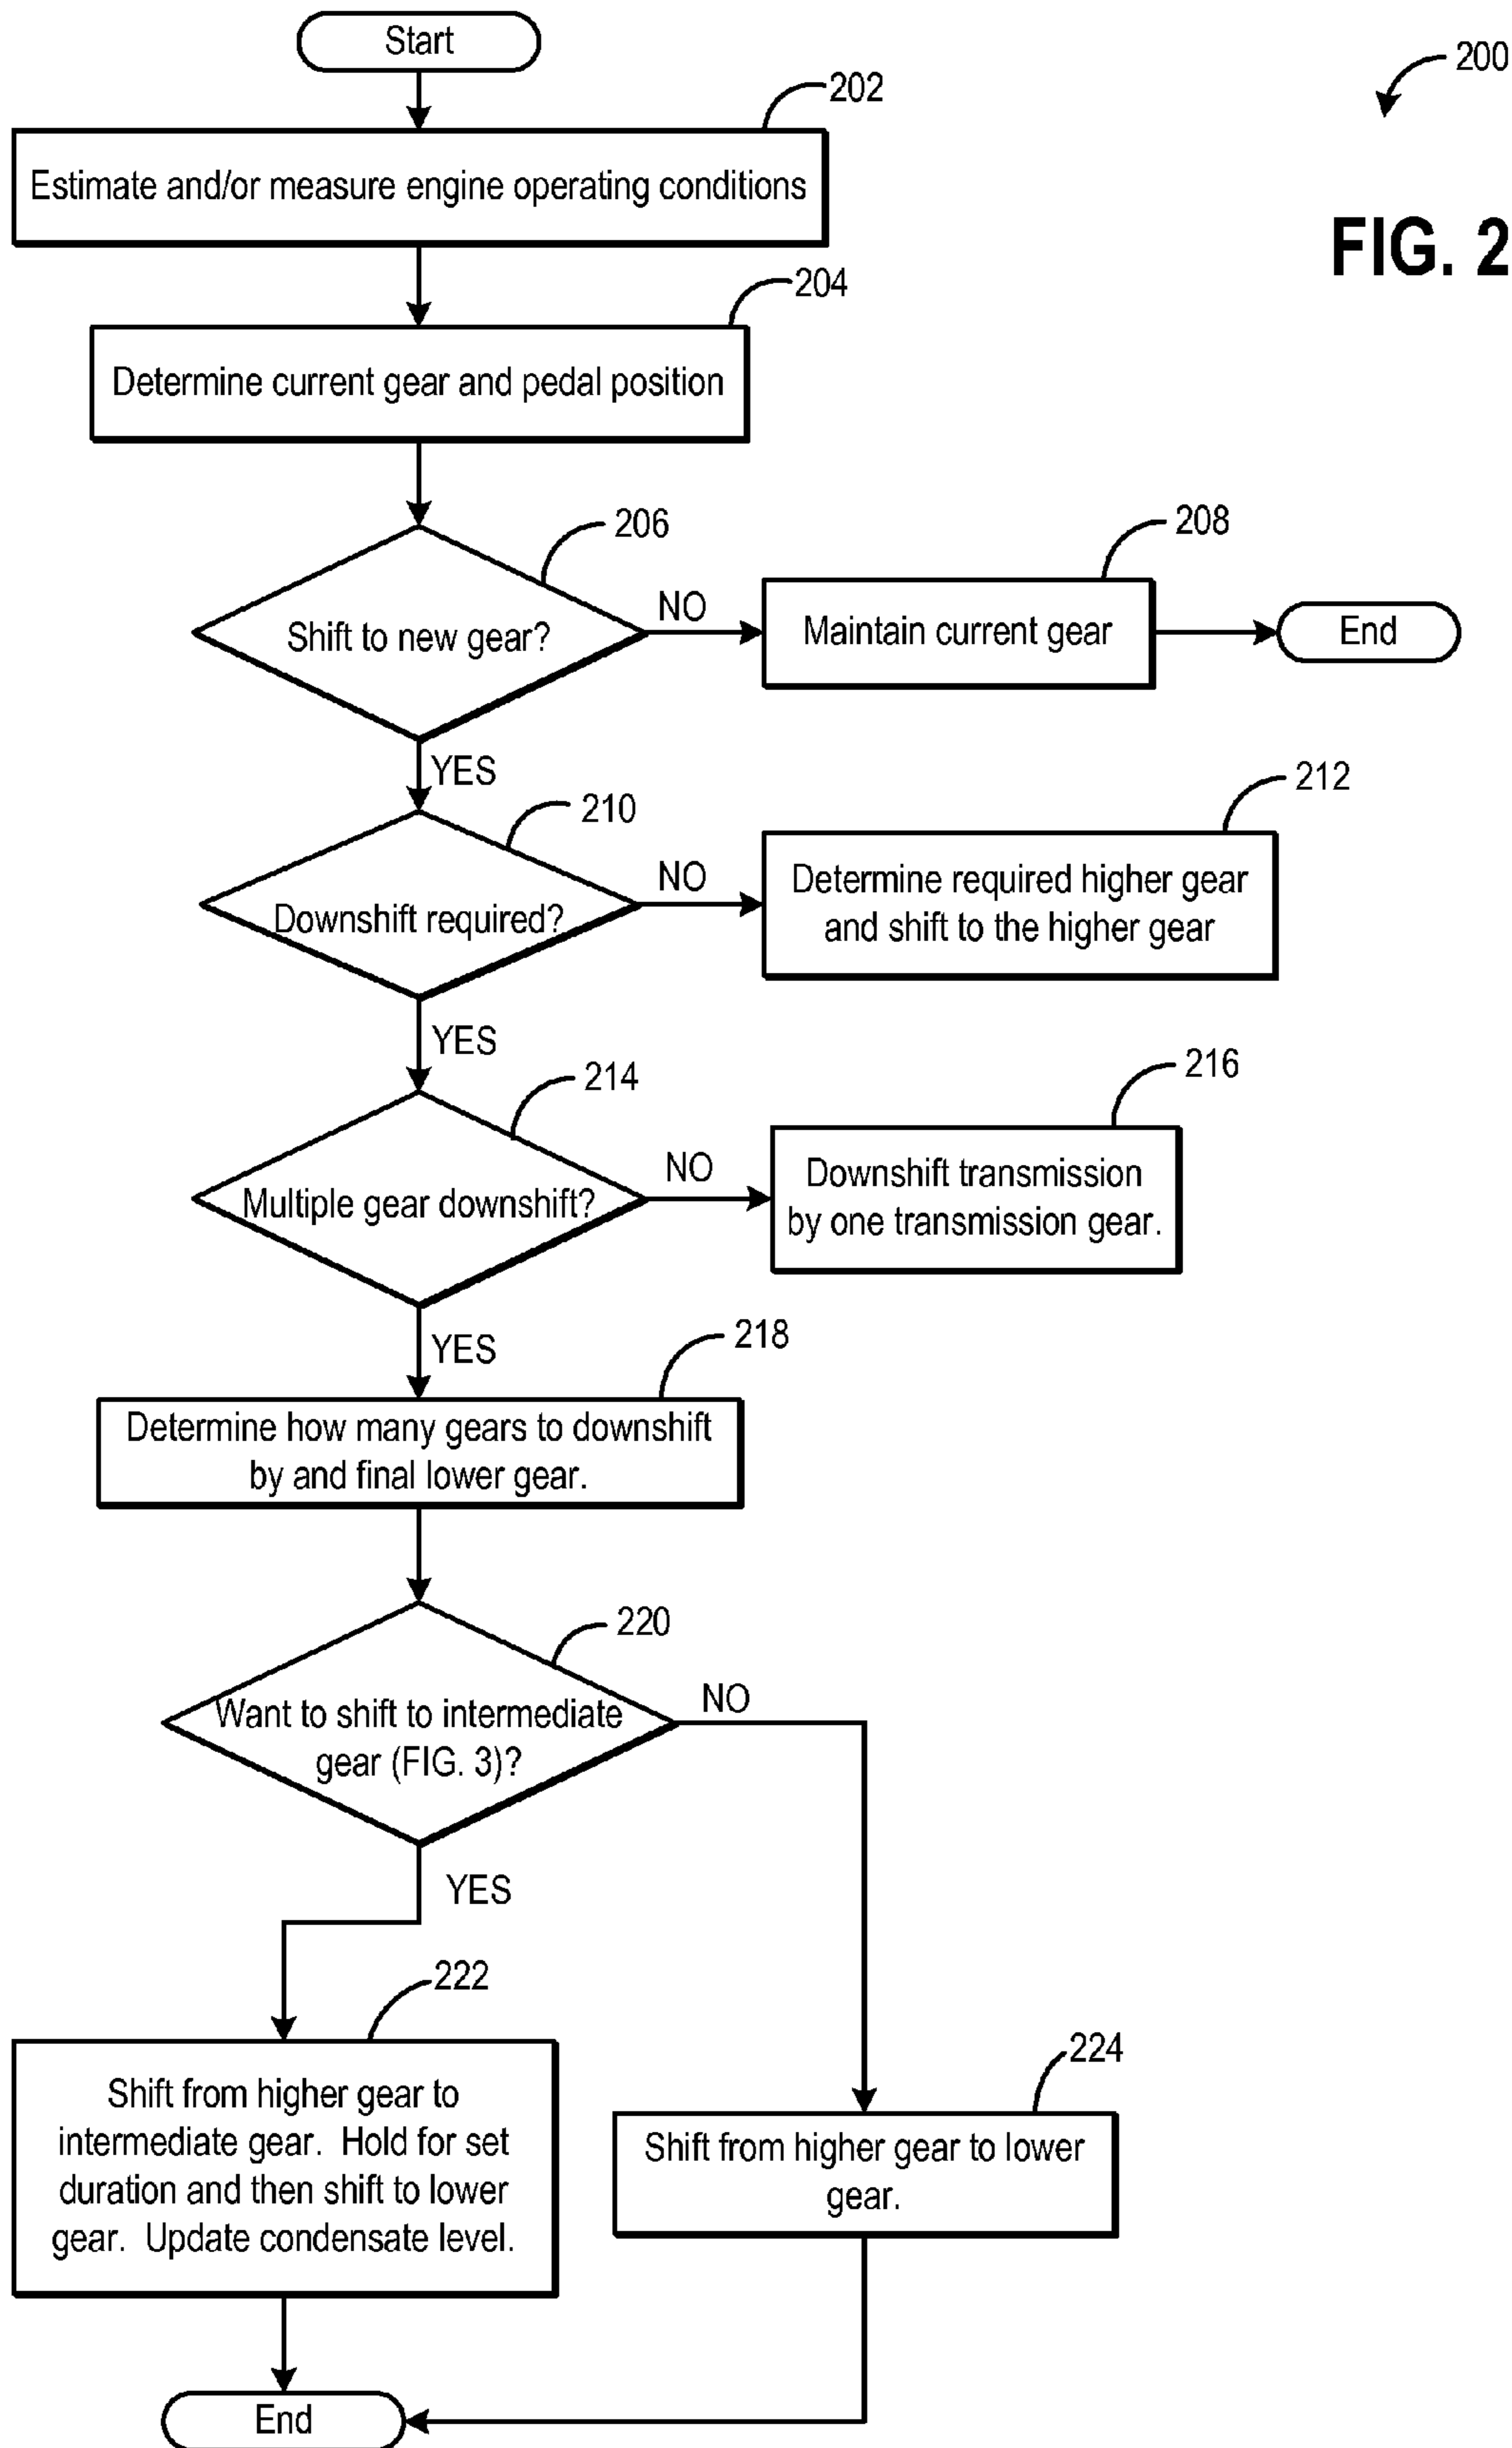 Start
200
202
Estimate and/or measure engine operating conditions
FIG. 2
204
Determine current gear and pedal position
206
208
Shift to new gear?
NO
Maintain current gear
End
YES
210
212
Downshift required?
NO
Determine required higher gear
and shift to the higher gear
YES
214
216
Multiple gear downshift?
NO
Downshift transmission
by one transmission gear.
YES
218
Determine how many gears to downshift
by and final lower gear.
220
Want to shift to intermediate
gear (FIG. 3)?
NO
YES
222
224
Shift from higher gear to
intermediate gear. Hold for set
duration and then shift to lower
gear. Update condensate level.
Shift from higher gear to lower
gear.
End